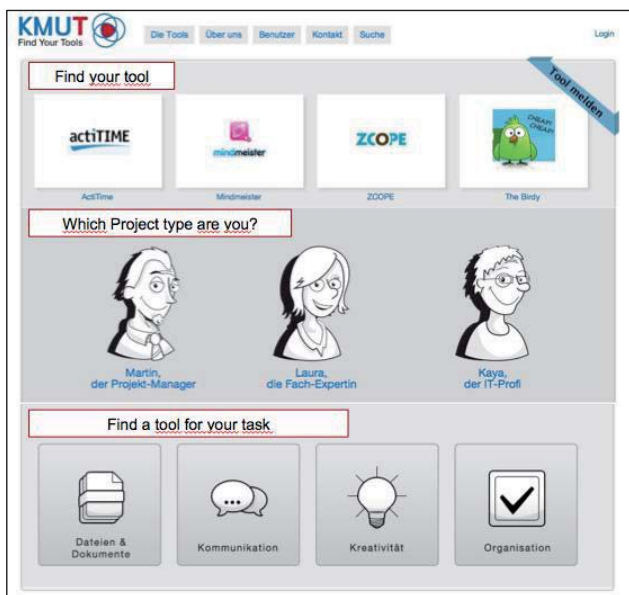 KMUT
Find Your Tools
Die Tools
Über uns
Benutzer
Kontakt
Suche
Login
Find your tool
Tool melden
actiTIME
mindmeister
ZCOPE
CHEAP!
CHEAP!
ActiTime
Mindmeister
ZCOPE
The Birdy
Which Project type are you?
Martin,
der Projekt-Manager
Laura,
die Fach-Expertin
Kaya,
der IT-Profi
Find a tool for your task
Dateien &
Dokumente
Kommunikation
Kreativität
Organisation